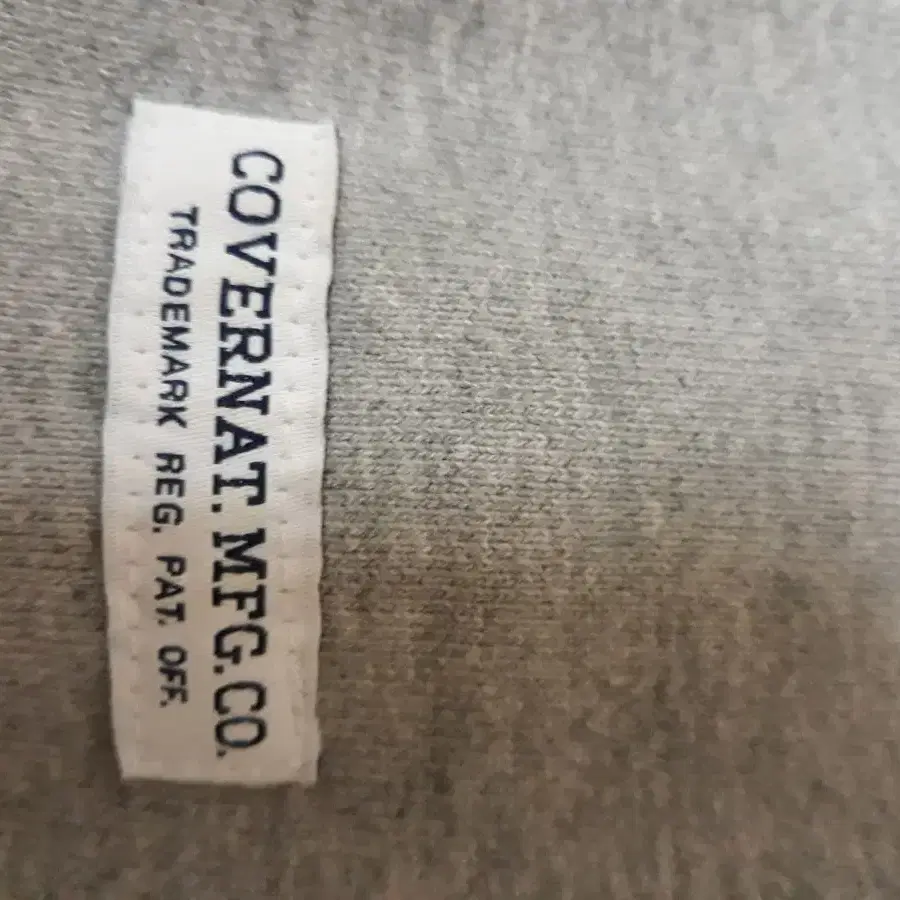 COVERNAT. MFG. CO.
TRADEMARK REG. PAT. OFF.